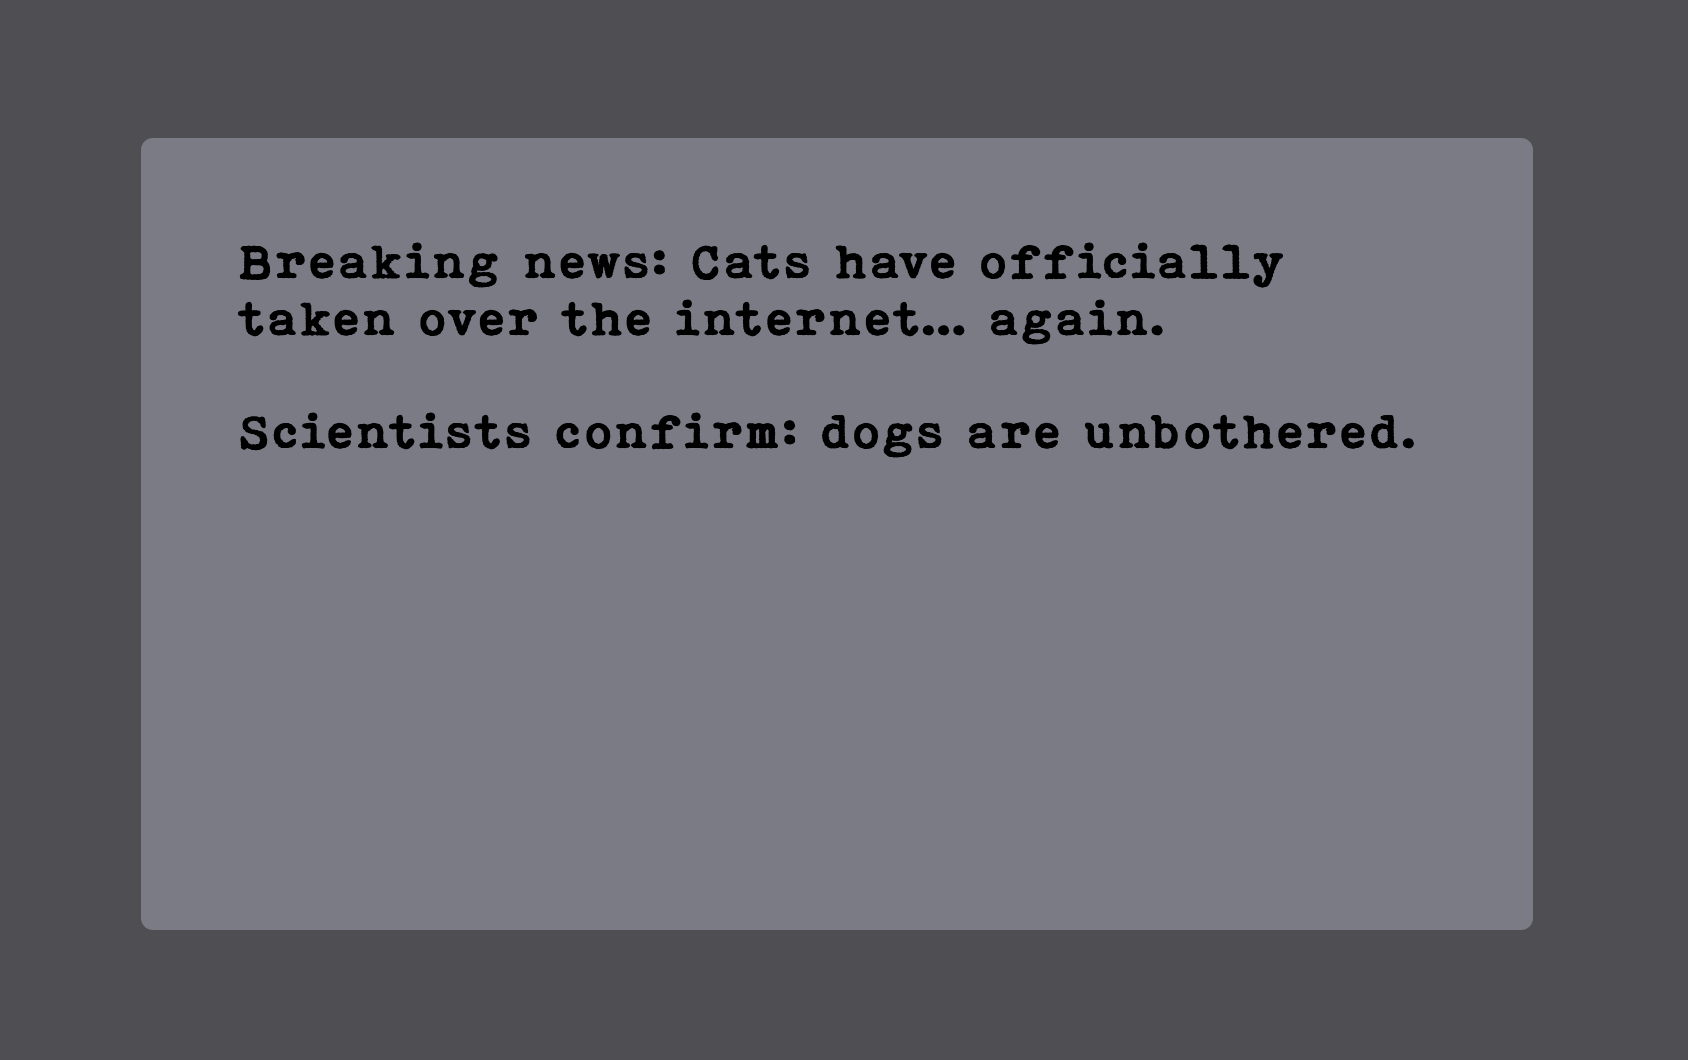 Breaking news: Cats have officially
taken over the internet... again.
Scientists confirm: dogs are unbothered.